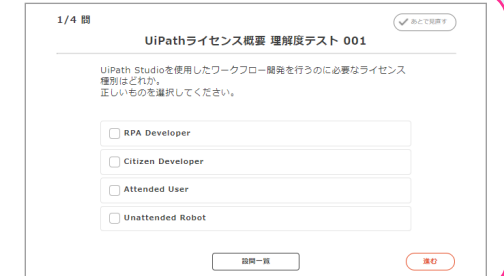 1/4 問
あとで見直す
UiPathライセンス概要 理解度テスト 001
UiPath Studioを使用したワークフロー開発を行うのに必要なライセンス
種別はどれか。
正しいものを選択してください。
RPA Developer
Citizen Developer
Attended User
Unattended Robot
設問一覧
進む